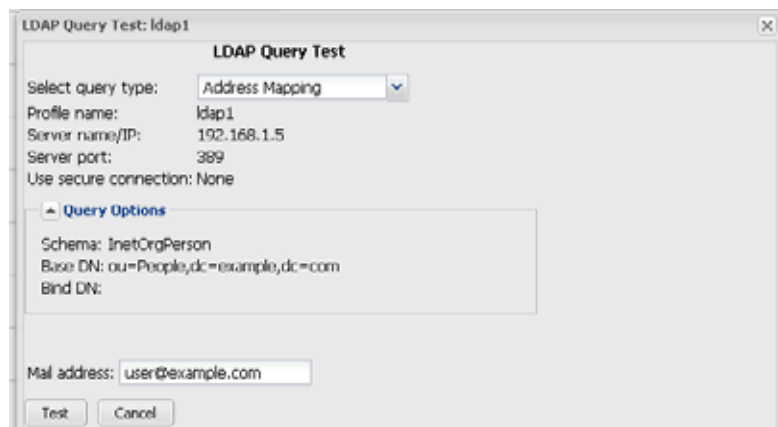 LDAP Query Test: ldap1
LDAP Query Test
Select query type: Address Mapping
Profile name: ldap1
Server name/IP: 192.168.1.5
Server port: 389
Use secure connection: None
Query Options
Schema: InetOrgPerson
Base DN: ou=People,dc=example,dc=com
Bind DN:
Mail address: user@example.com
Test Cancel